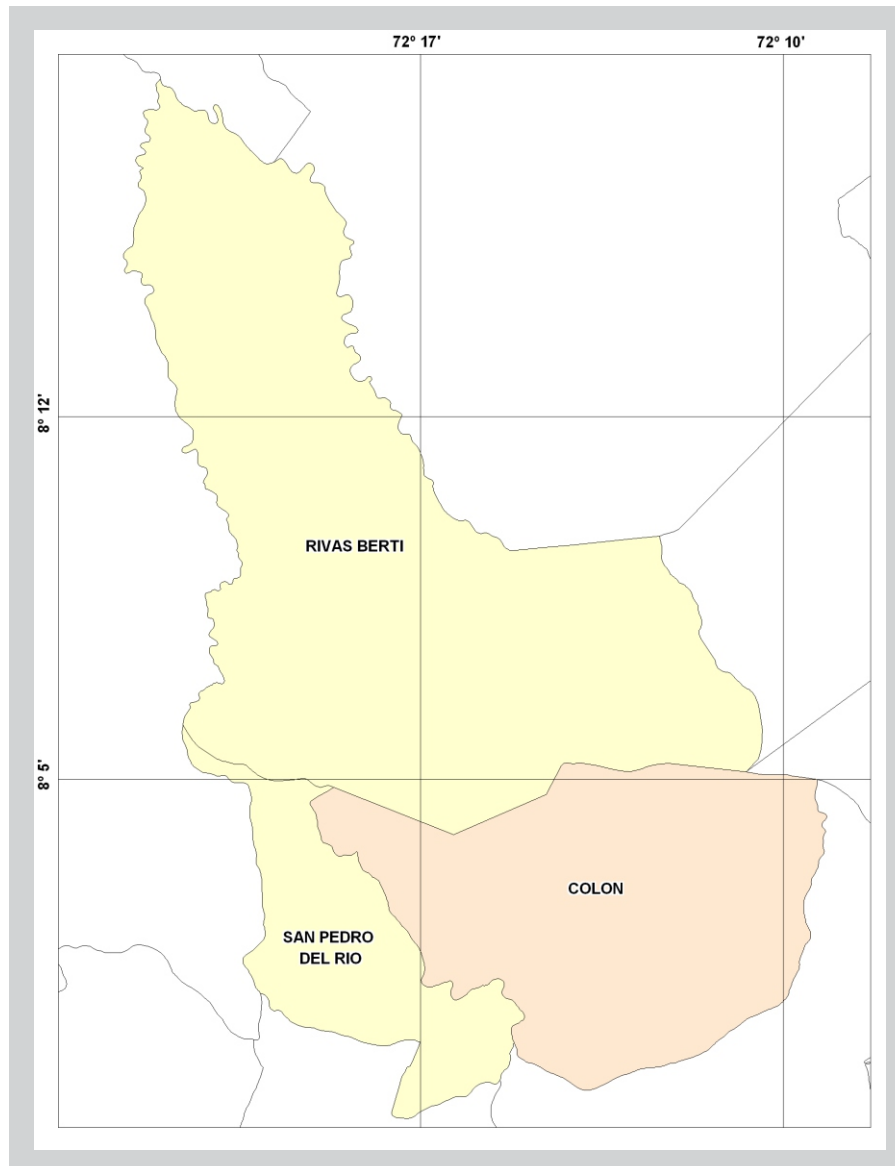 72° 17'
72° 10'
8° 12'
RIVAS BERTI
8° 5'
COLON
SAN PEDRO
DEL RIO